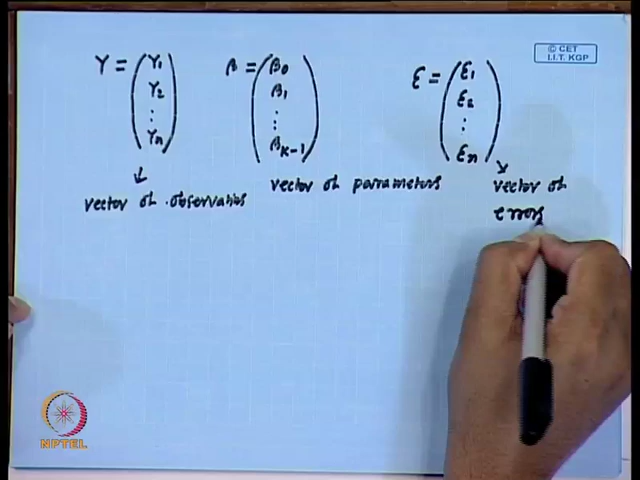 © CET
I.I.T. KGP
Y = (Y1 Y2 ⋮ Yn)
β = (β0 β1 ⋮ βK-1)
ε = (ε1 ε2 ⋮ εn)
vector of observatios
vector of parameters
vector of
errors
NPTEL